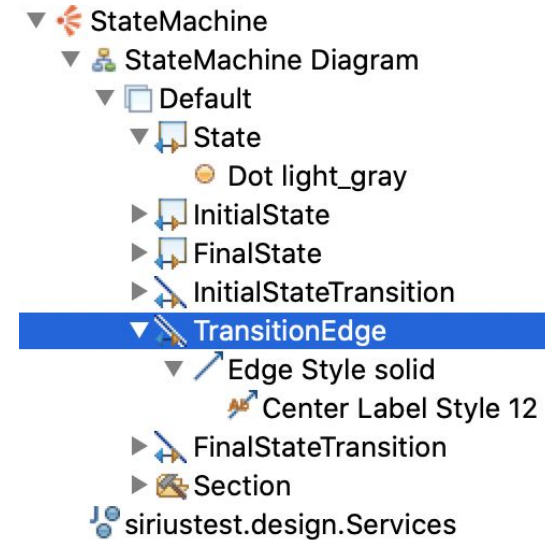 StateMachine
StateMachine Diagram
Default
State
Dot light_gray
InitialState
FinalState
InitialStateTransition
TransitionEdge
Edge Style solid
Center Label Style 12
FinalStateTransition
Section
siriustest.design.Services